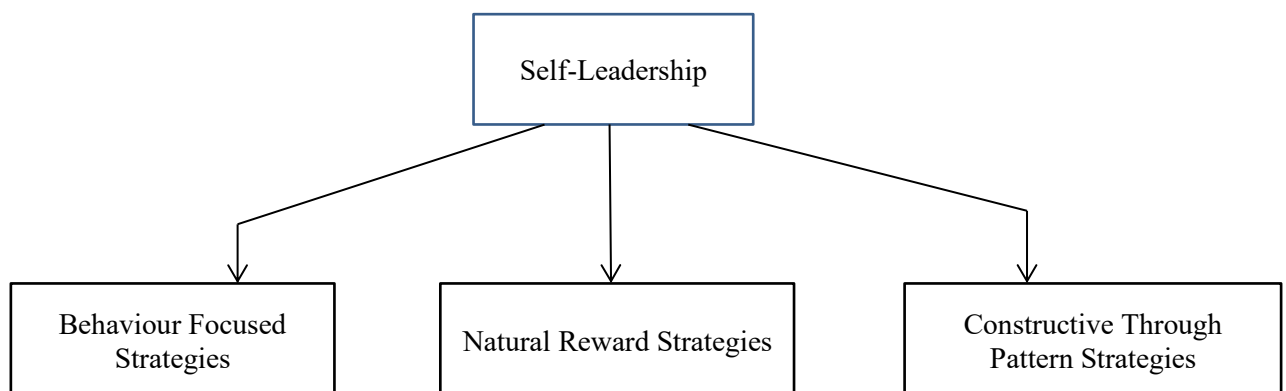 Self-Leadership
Behaviour Focused
Strategies
Natural Reward Strategies
Constructive Through
Pattern Strategies